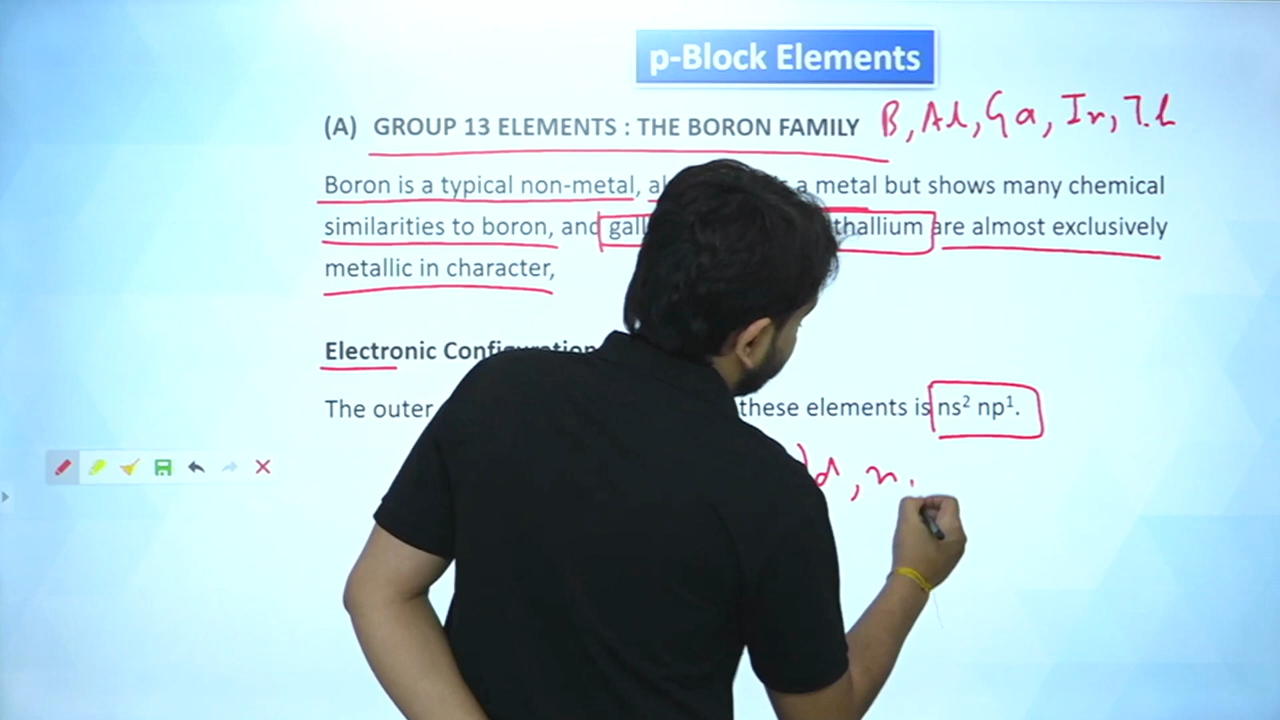 p-Block Elements
(A) GROUP 13 ELEMENTS : THE BORON FAMILY B, Al, Ga, In, Tl
Boron is a typical non-metal, a metal but shows many chemical
similarities to boron, and thallium are almost exclusively
metallic in character,
Electronic
The outer these elements is ns² np¹.